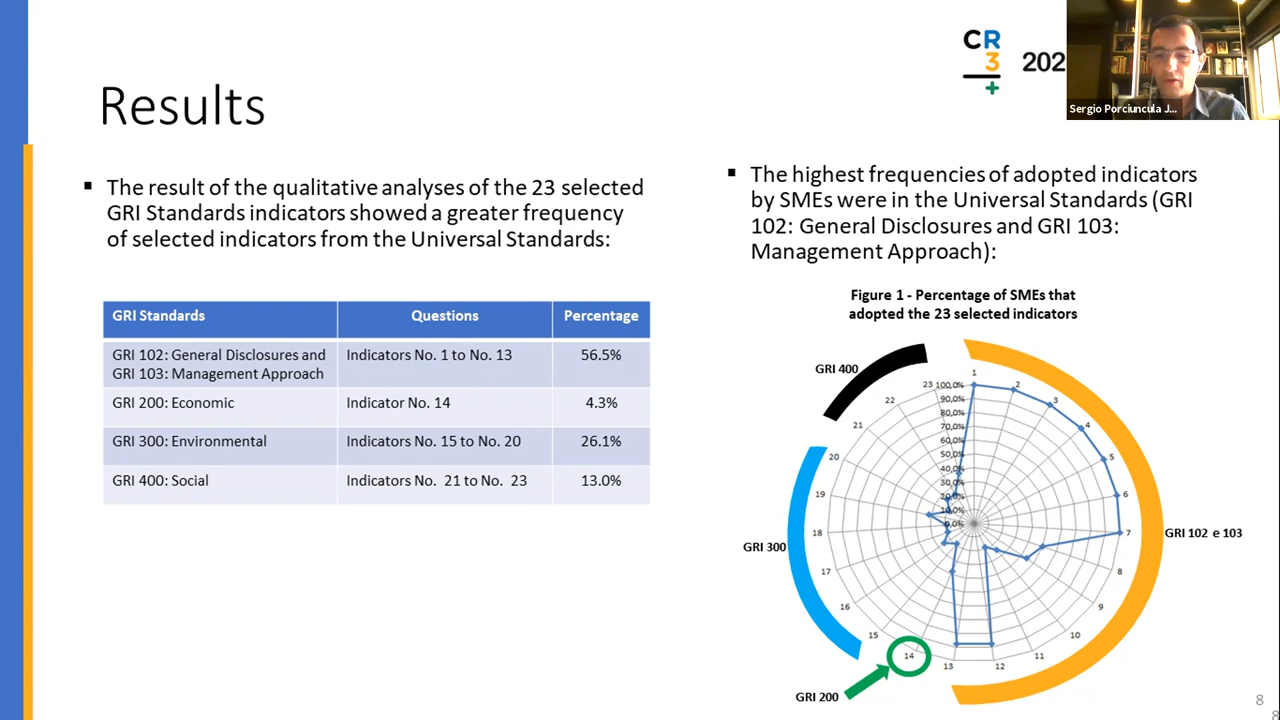 CR
3
+
202
Sergio Porciuncula J...
Results
▪ The result of the qualitative analyses of the 23 selected
GRI Standards indicators showed a greater frequency
of selected indicators from the Universal Standards:
GRI Standards Questions Percentage
GRI 102: General Disclosures and
GRI 103: Management Approach
Indicators No. 1 to No. 13 56.5%
GRI 200: Economic Indicator No. 14 4.3%
GRI 300: Environmental Indicators No. 15 to No. 20 26.1%
GRI 400: Social Indicators No. 21 to No. 23 13.0%
▪ The highest frequencies of adopted indicators
by SMEs were in the Universal Standards (GRI
102: General Disclosures and GRI 103:
Management Approach):
Figure 1 - Percentage of SMEs that
adopted the 23 selected indicators
GRI 400
GRI 300
GRI 200
GRI 102 e 103
1
2
3
4
5
6
7
8
9
10
11
12
13
14
15
16
17
18
19
20
21
22
23
100,0%
90,0%
80,0%
70,0%
60,0%
50,0%
40,0%
30,0%
20,0%
10,0%
0,0%
8
8